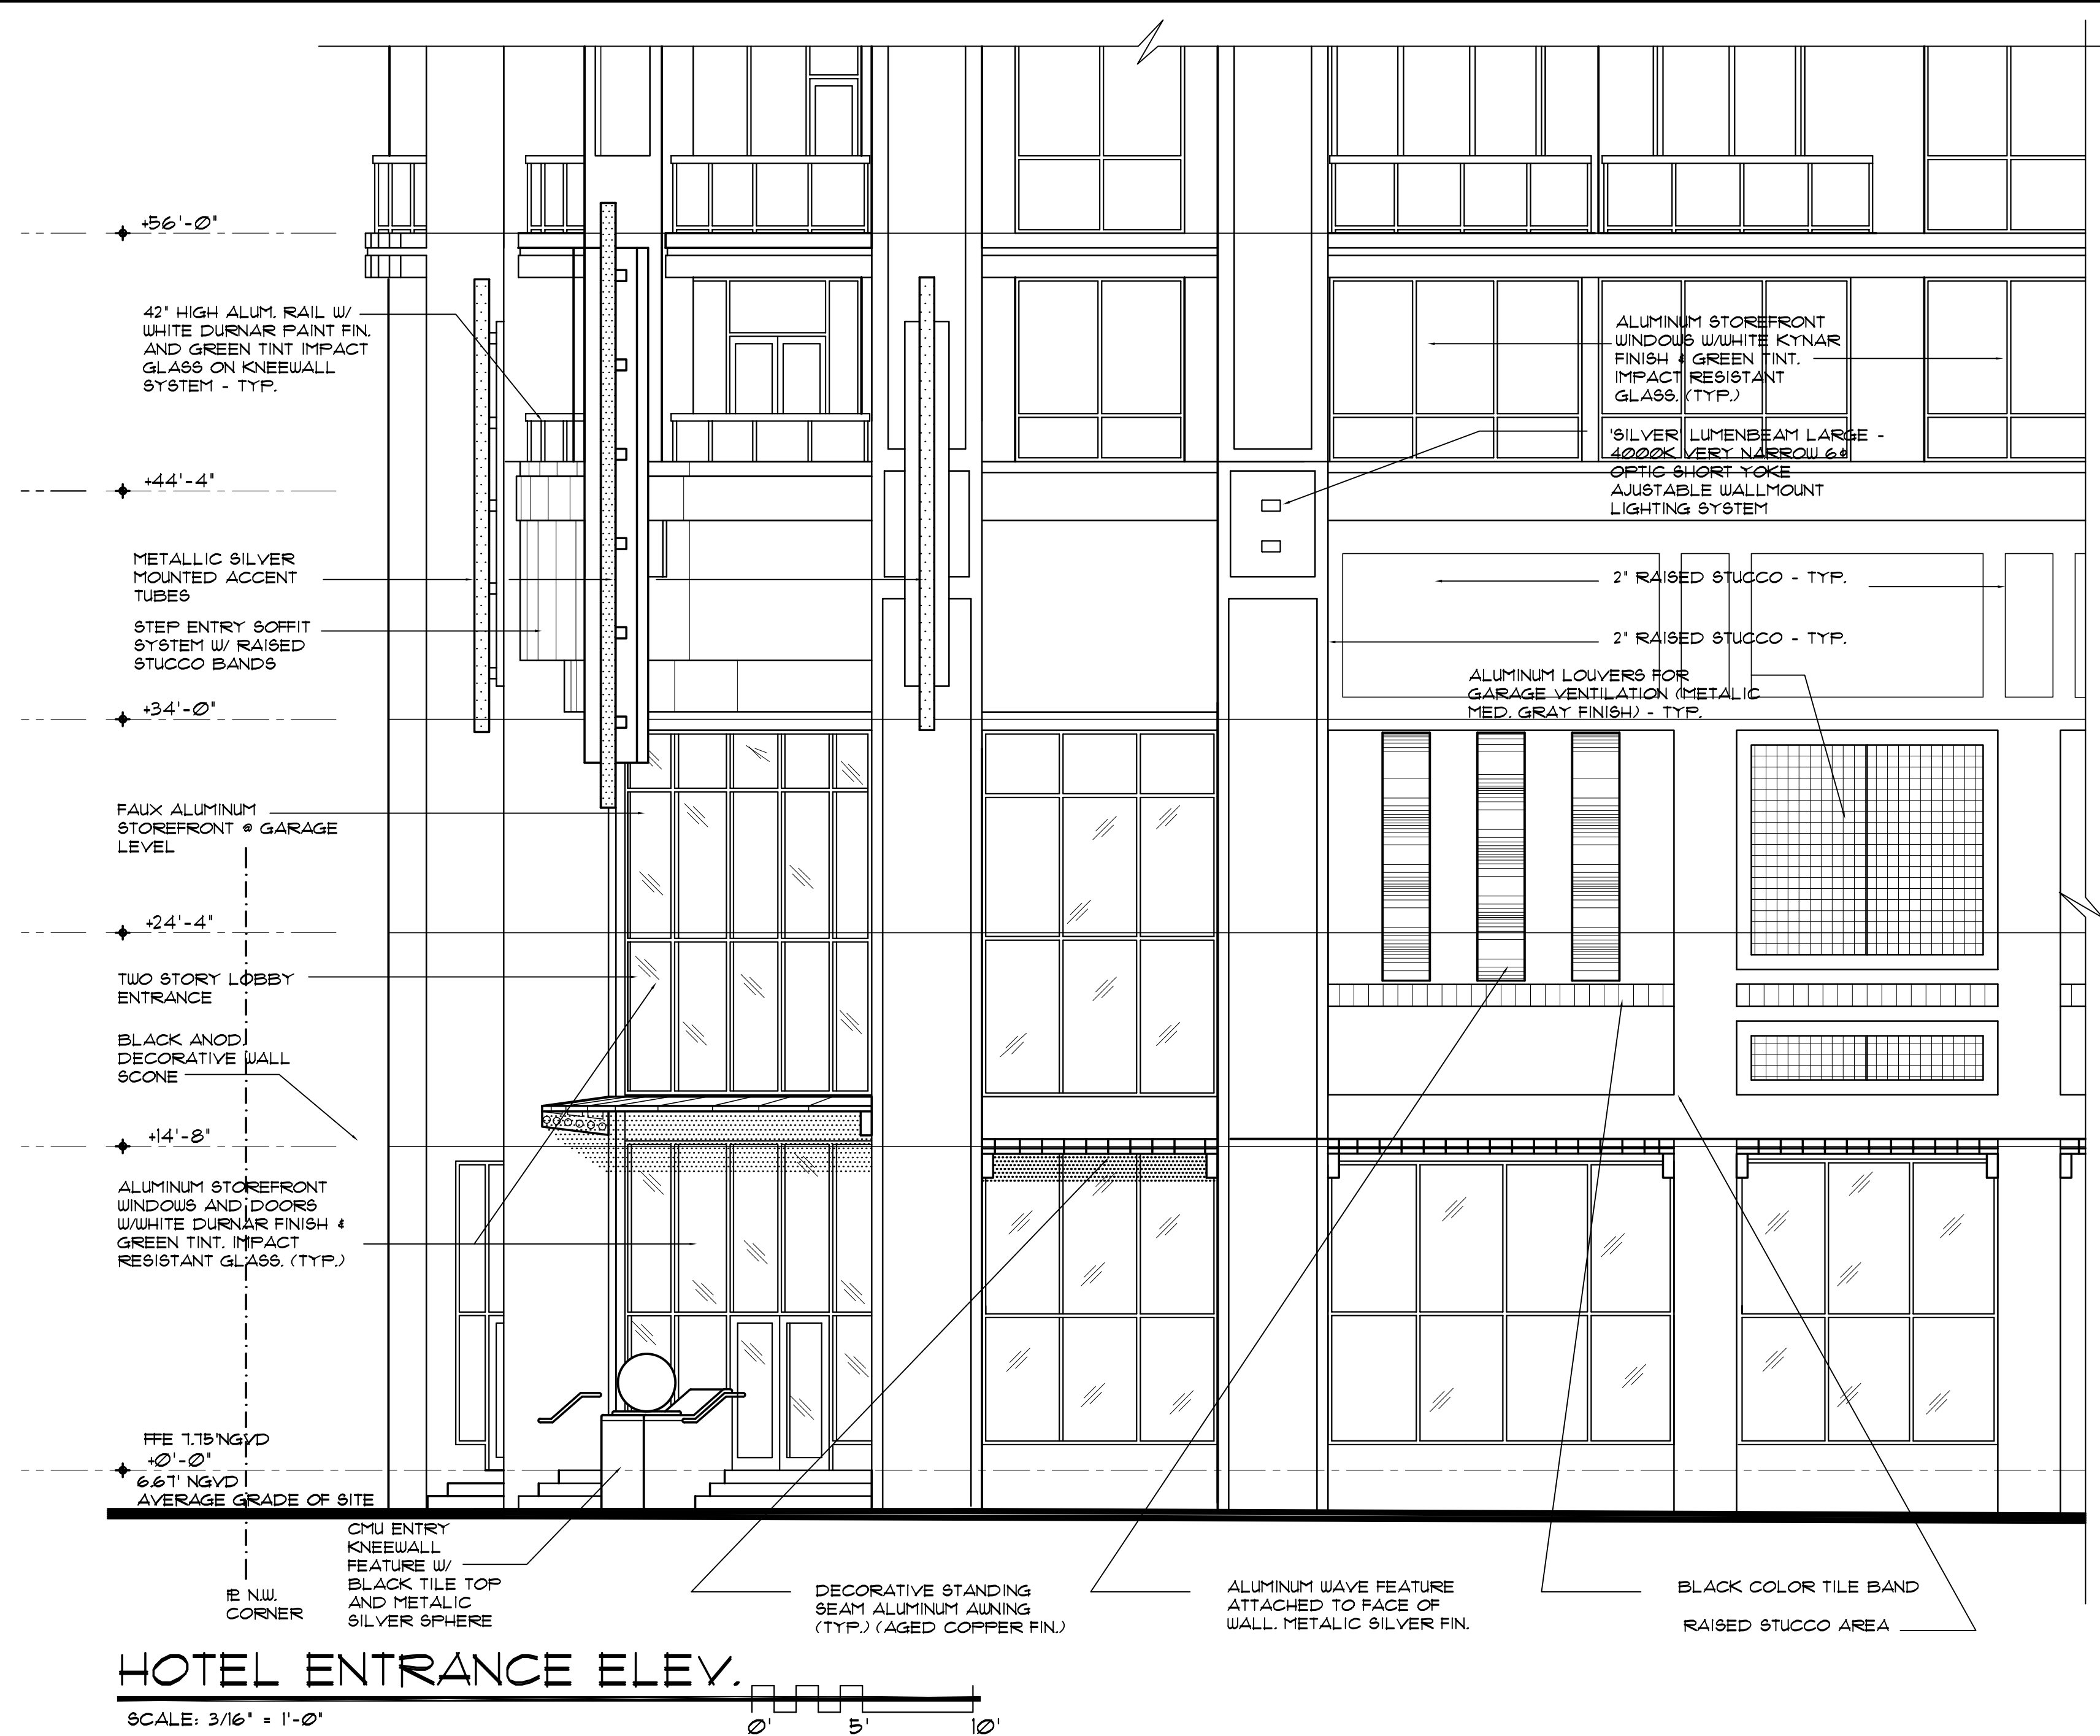 +56'-0"
42" HIGH ALUM. RAIL W/
WHITE DURNAR PAINT FIN.
AND GREEN TINT IMPACT
GLASS ON KNEEWALL
SYSTEM - TYP.
ALUMINUM STOREFRONT
WINDOWS W/WHITE KYNAR
FINISH & GREEN TINT.
IMPACT RESISTANT
GLASS. (TYP.)
'SILVER' LUMENBEAM LARGE -
4000K VERY NARROW 6¢
OPTIC SHORT YOKE
AJUSTABLE WALLMOUNT
LIGHTING SYSTEM
+44'-4"
METALLIC SILVER
MOUNTED ACCENT
TUBES
STEP ENTRY SOFFIT
SYSTEM W/ RAISED
STUCCO BANDS
2" RAISED STUCCO - TYP.
2" RAISED STUCCO - TYP.
ALUMINUM LOUVERS FOR
GARAGE VENTILATION (METALIC
MED. GRAY FINISH) - TYP.
+34'-0"
FAUX ALUMINUM
STOREFRONT @ GARAGE
LEVEL
+24'-4"
TWO STORY LOBBY
ENTRANCE
BLACK ANOD.
DECORATIVE WALL
SCONE
+14'-8"
ALUMINUM STOREFRONT
WINDOWS AND DOORS
W/WHITE DURNAR FINISH &
GREEN TINT. IMPACT
RESISTANT GLASS. (TYP.)
FFE 7.75'NGVD
+0'-0"
6.67' NGVD
AVERAGE GRADE OF SITE
CMU ENTRY
KNEEWALL
FEATURE W/
BLACK TILE TOP
AND METALIC
SILVER SPHERE
N.W.
CORNER
DECORATIVE STANDING
SEAM ALUMINUM AWNING
(TYP.) (AGED COPPER FIN.)
ALUMINUM WAVE FEATURE
ATTACHED TO FACE OF
WALL. METALIC SILVER FIN.
BLACK COLOR TILE BAND
RAISED STUCCO AREA
HOTEL ENTRANCE ELEV.
SCALE: 3/16" = 1'-0"
0' 5' 10'